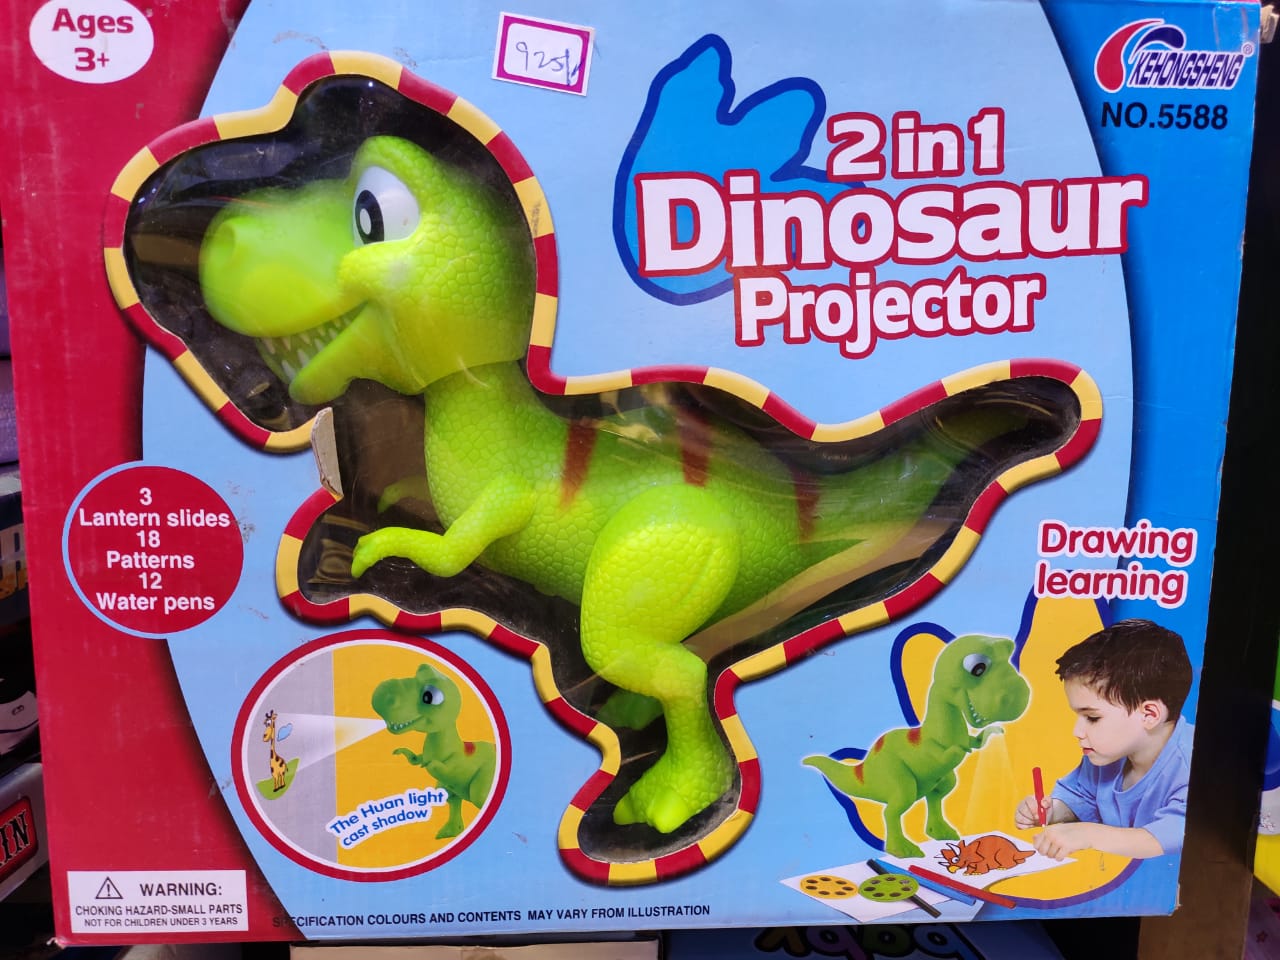 Ages
3+
925/-
KEHONGSHENG®
NO.5588
2 in 1
Dinosaur
Projector
3
Lantern slides
18
Patterns
12
Water pens
Drawing
learning
The Huan light
cast shadow
WARNING:
CHOKING HAZARD-SMALL PARTS
NOT FOR CHILDREN UNDER 3 YEARS
SPECIFICATION COLOURS AND CONTENTS MAY VARY FROM ILLUSTRATION
baby